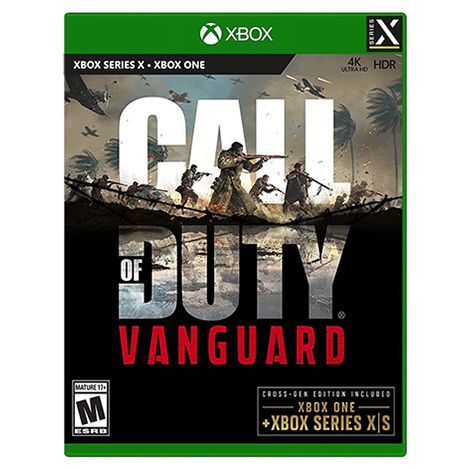 XBOX
SERIES X
XBOX SERIES X • XBOX ONE
4K
ULTRA HD
HDR
CALL
OF DUTY®
VANGUARD
MATURE 17+
M
ESRB
CROSS-GEN EDITION INCLUDED
XBOX ONE
+XBOX SERIES X|S